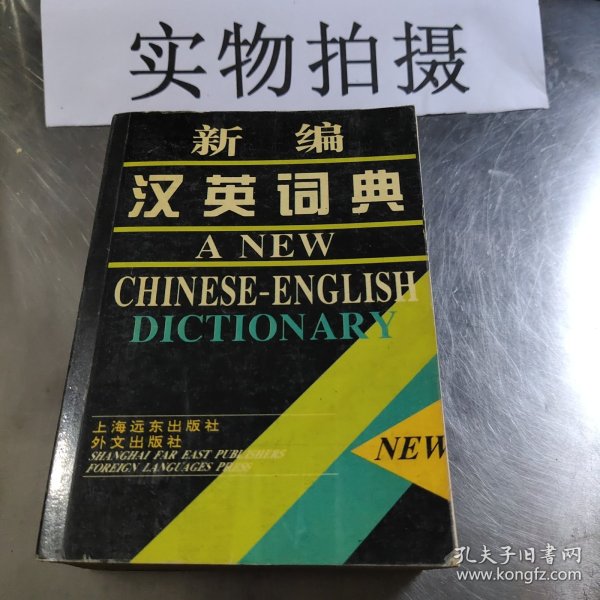 实物拍摄
新 编
汉英词典
A NEW
CHINESE-ENGLISH
DICTIONARY
上海远东出版社
外文出版社
SHANGHAI FAR EAST PUBLISHERS
FOREIGN LANGUAGES PRESS
NEW
孔夫子旧书网
www.kongfz.com